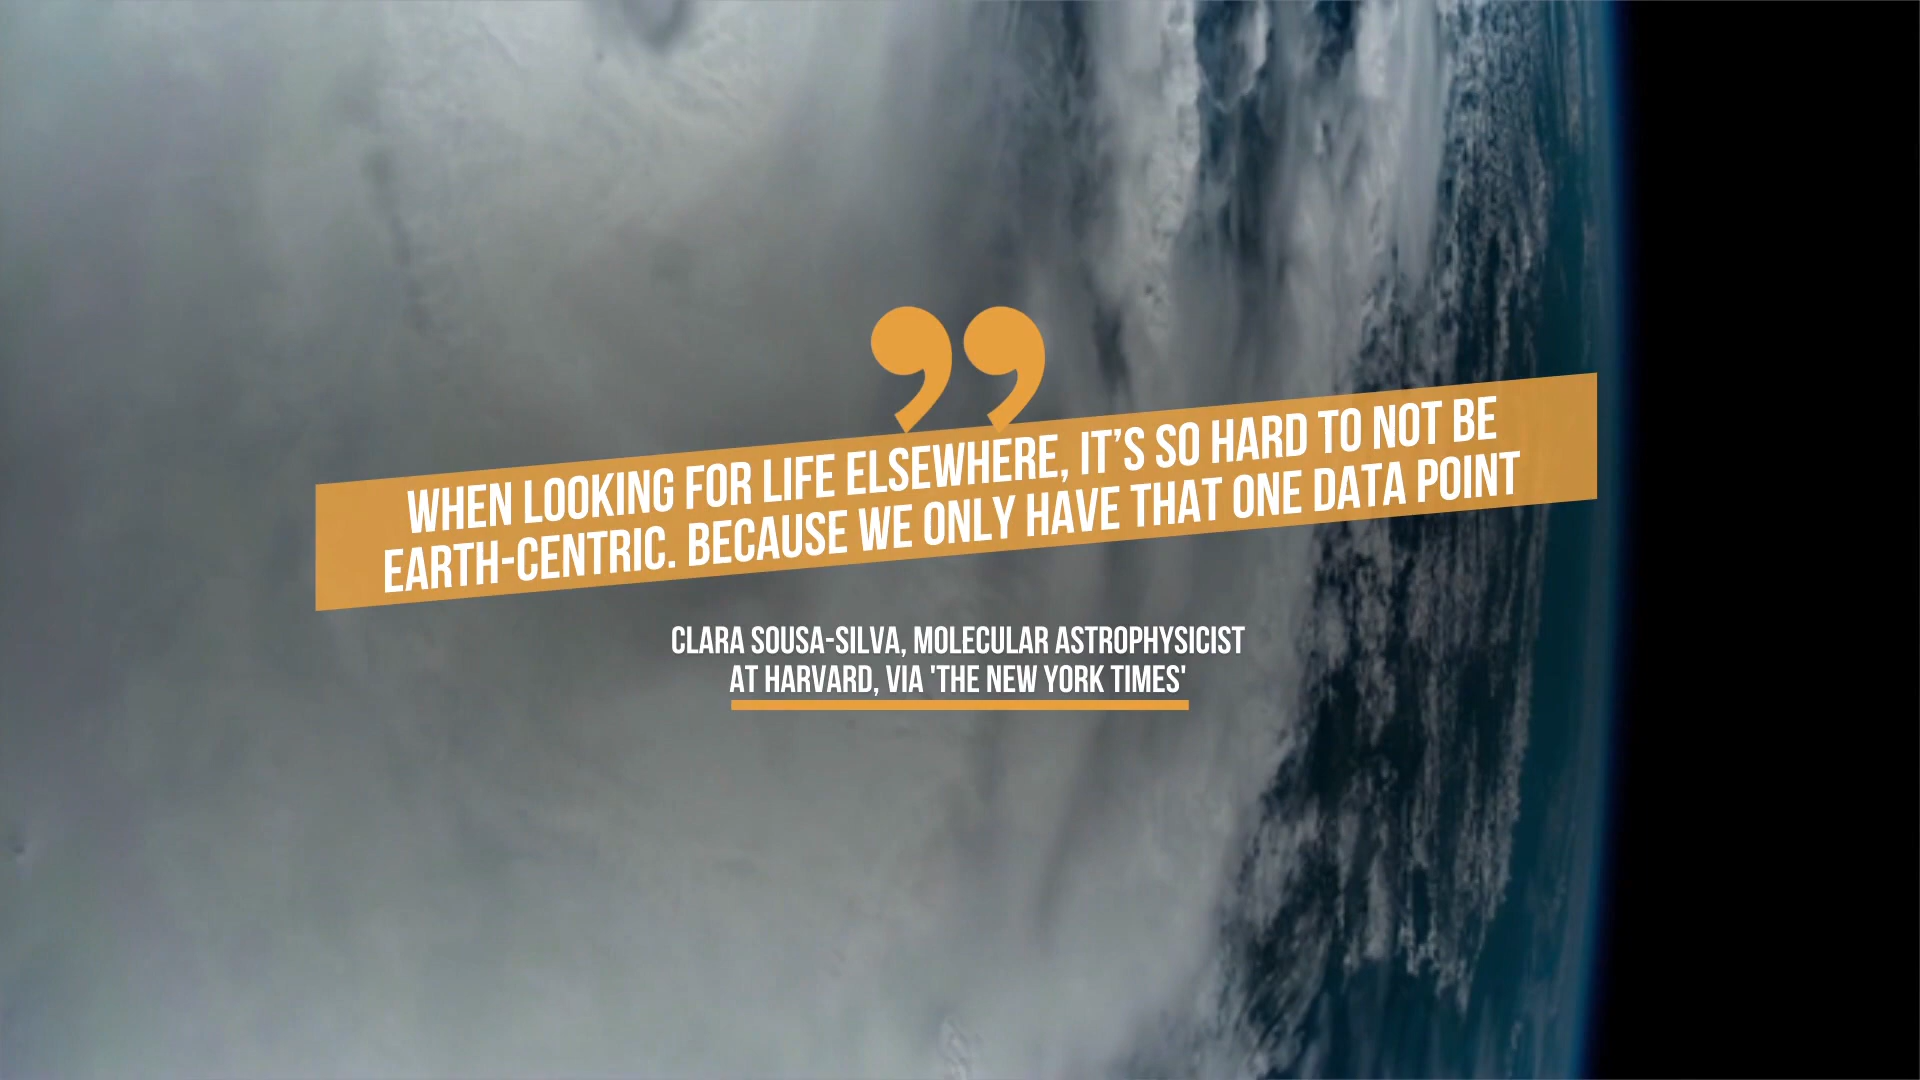 ”
WHEN LOOKING FOR LIFE ELSEWHERE, IT’S SO HARD TO NOT BE
EARTH-CENTRIC. BECAUSE WE ONLY HAVE THAT ONE DATA POINT
CLARA SOUSA-SILVA, MOLECULAR ASTROPHYSICIST
AT HARVARD, VIA 'THE NEW YORK TIMES'